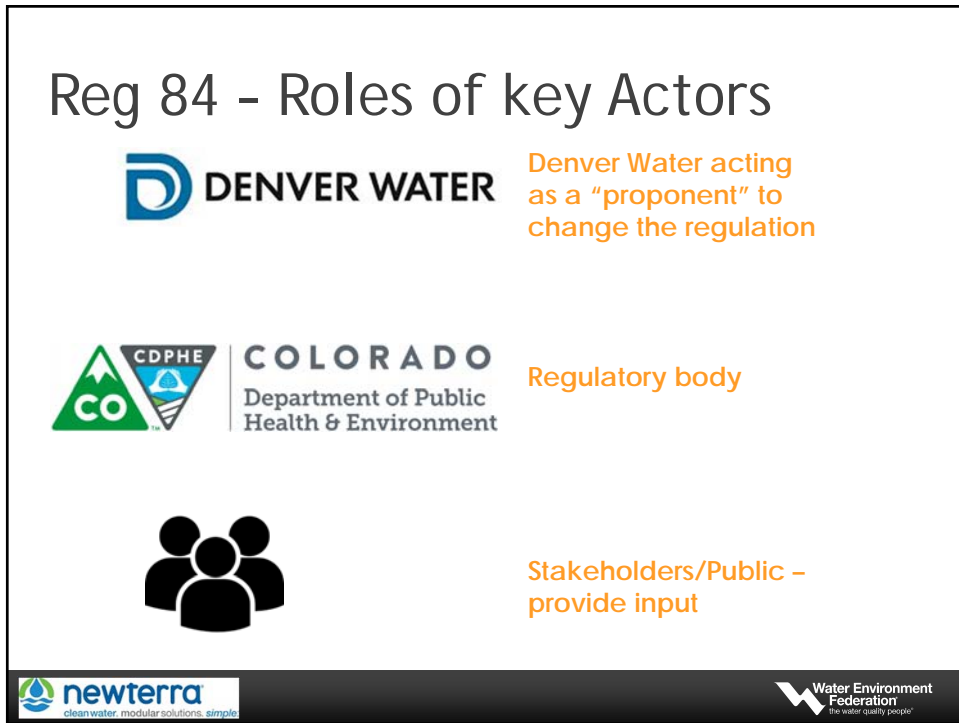 Reg 84 - Roles of key Actors
DENVER WATER
Denver Water acting
as a “proponent” to
change the regulation
CO
TM
CDPHE
COLORADO
Department of Public
Health & Environment
Regulatory body
Stakeholders/Public –
provide input
newterra
clean water. modular solutions. simple.
Water Environment
Federation
the water quality people®